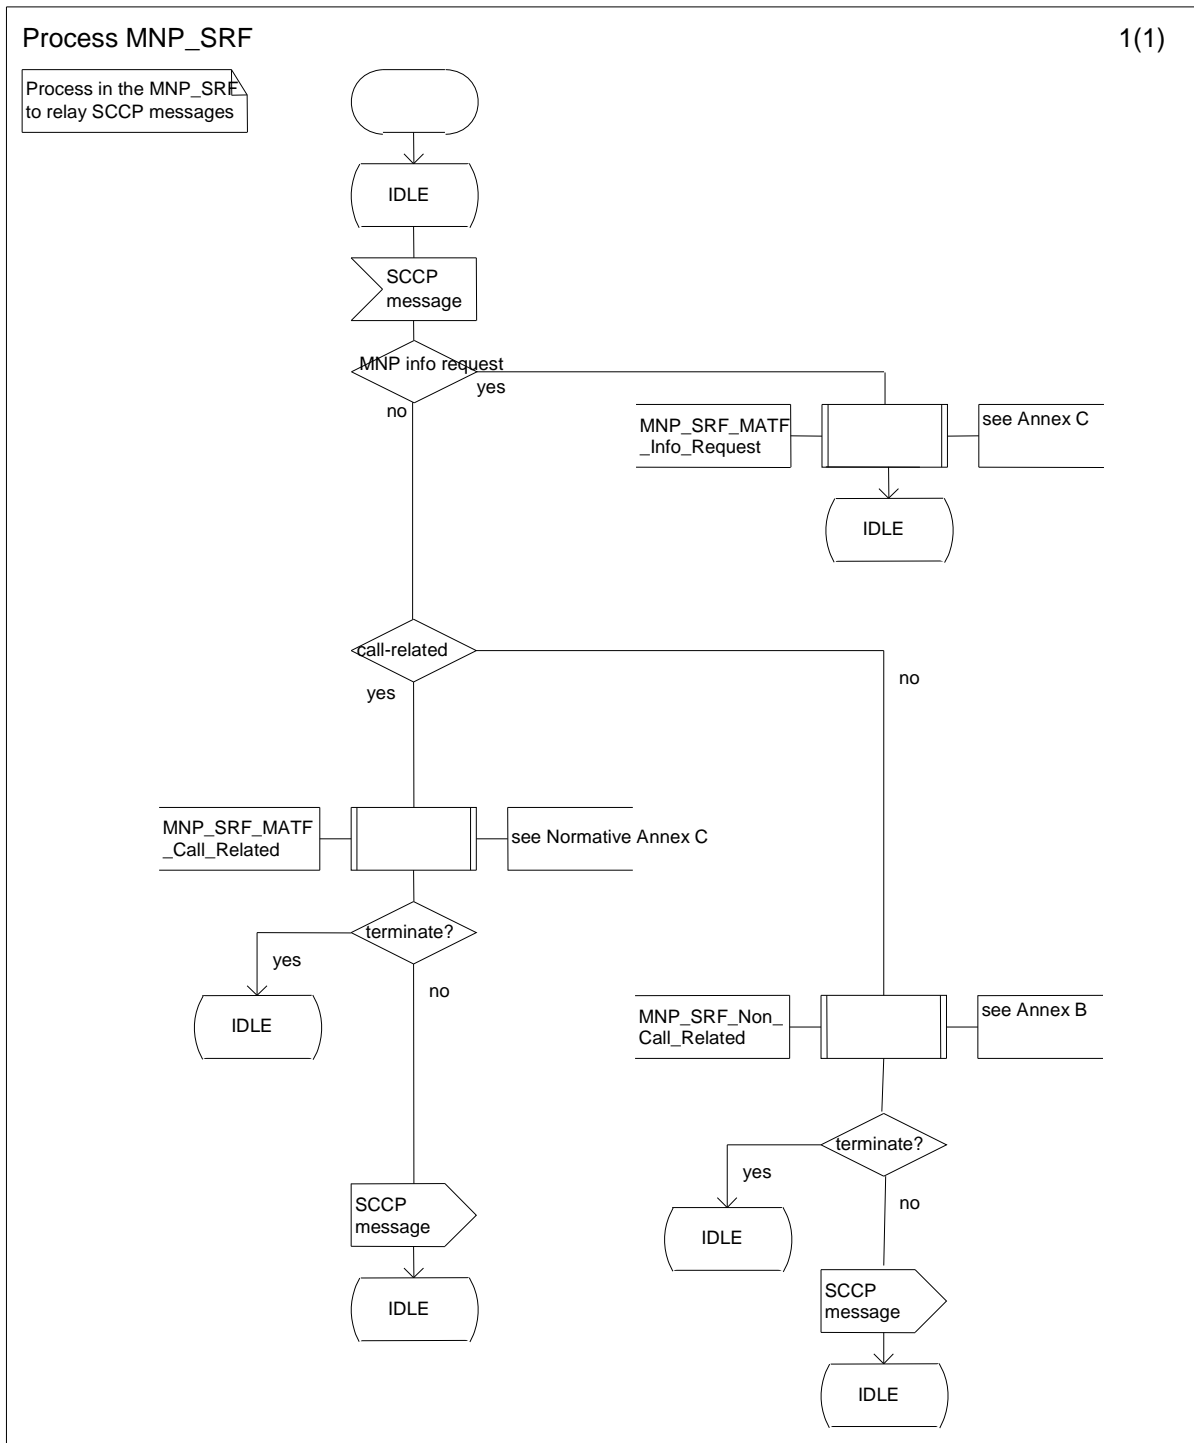 Process MNP_SRF
1(1)
Process in the MNP_SRF
to relay SCCP messages
IDLE
SCCP
message
MNP info request
yes
no
MNP_SRF_MATF
_Info_Request
see Annex C
IDLE
call-related
no
yes
MNP_SRF_MATF
_Call_Related
see Normative Annex C
terminate?
yes
no
IDLE
MNP_SRF_Non_
Call_Related
see Annex B
terminate?
yes
no
IDLE
SCCP
message
IDLE
SCCP
message
IDLE